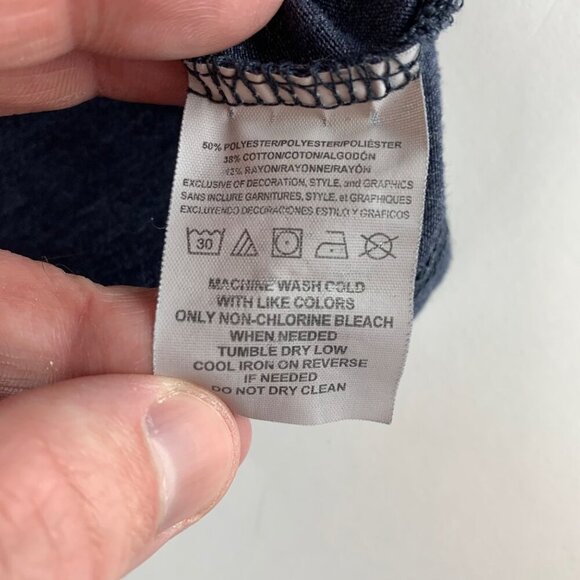 50% POLYESTER/POLYESTER/POLIÉSTER
38% COTTON/COTON/ALGODÓN
12% RAYON/RAYONNE/RAYÓN
EXCLUSIVE OF DECORATION, STYLE, and GRAPHICS
SANS INCLURE GARNITURES, STYLE, et GRAPHIQUES
EXCLUYENDO DECORACIONES ESTILO Y GRAFICOS
30
MACHINE WASH COLD
WITH LIKE COLORS
ONLY NON-CHLORINE BLEACH
WHEN NEEDED
TUMBLE DRY LOW
COOL IRON ON REVERSE
IF NEEDED
DO NOT DRY CLEAN